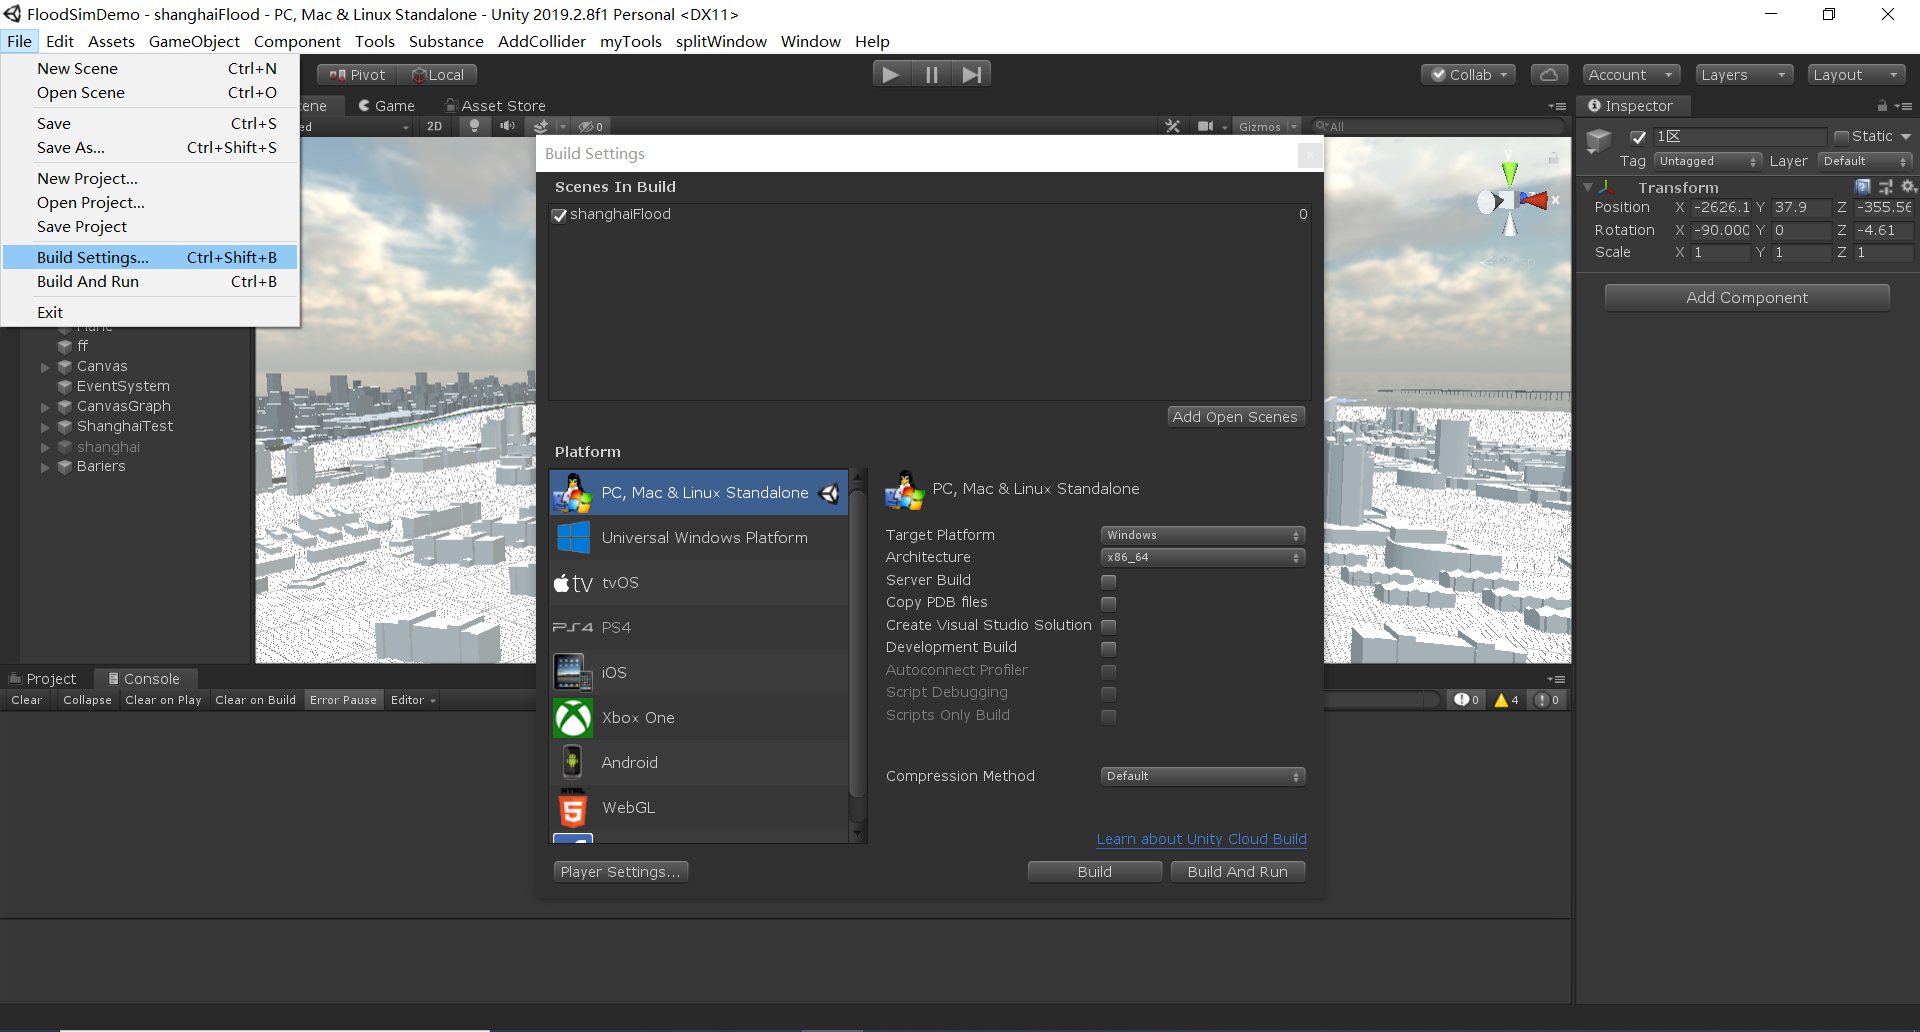 FloodSimDemo - shanghaiFlood - PC, Mac & Linux Standalone - Unity 2019.2.8f1 Personal <DX11>
File Edit Assets GameObject Component Tools Substance AddCollider myTools splitWindow Window Help
New Scene Ctrl+N
Open Scene Ctrl+O
Save Ctrl+S
Save As... Ctrl+Shift+S
New Project...
Open Project...
Save Project
Build Settings... Ctrl+Shift+B
Build And Run Ctrl+B
Exit
Pivot Local
Collab Account Layers Layout
Game Asset Store
2D 0 Gizmos All
ff
Canvas
EventSystem
CanvasGraph
ShanghaiTest
shanghai
Bariers
Build Settings
Scenes In Build
shanghaiFlood 0
Add Open Scenes
Platform
PC, Mac & Linux Standalone
Universal Windows Platform
tv tvOS
PS4 PS4
iOS
Xbox One
Android
HTML 5 WebGL
PC, Mac & Linux Standalone
Target Platform Windows
Architecture x86_64
Server Build
Copy PDB files
Create Visual Studio Solution
Development Build
Autoconnect Profiler
Script Debugging
Scripts Only Build
Compression Method Default
Learn about Unity Cloud Build
Player Settings... Build Build And Run
y
x
Inspector
1区 Static
Tag Untagged Layer Default
Transform
Position X -2626.1 Y 37.9 Z -355.56
Rotation X -90.000 Y 0 Z -4.61
Scale X 1 Y 1 Z 1
Add Component
Project Console
Clear Collapse Clear on Play Clear on Build Error Pause Editor 0 4 0